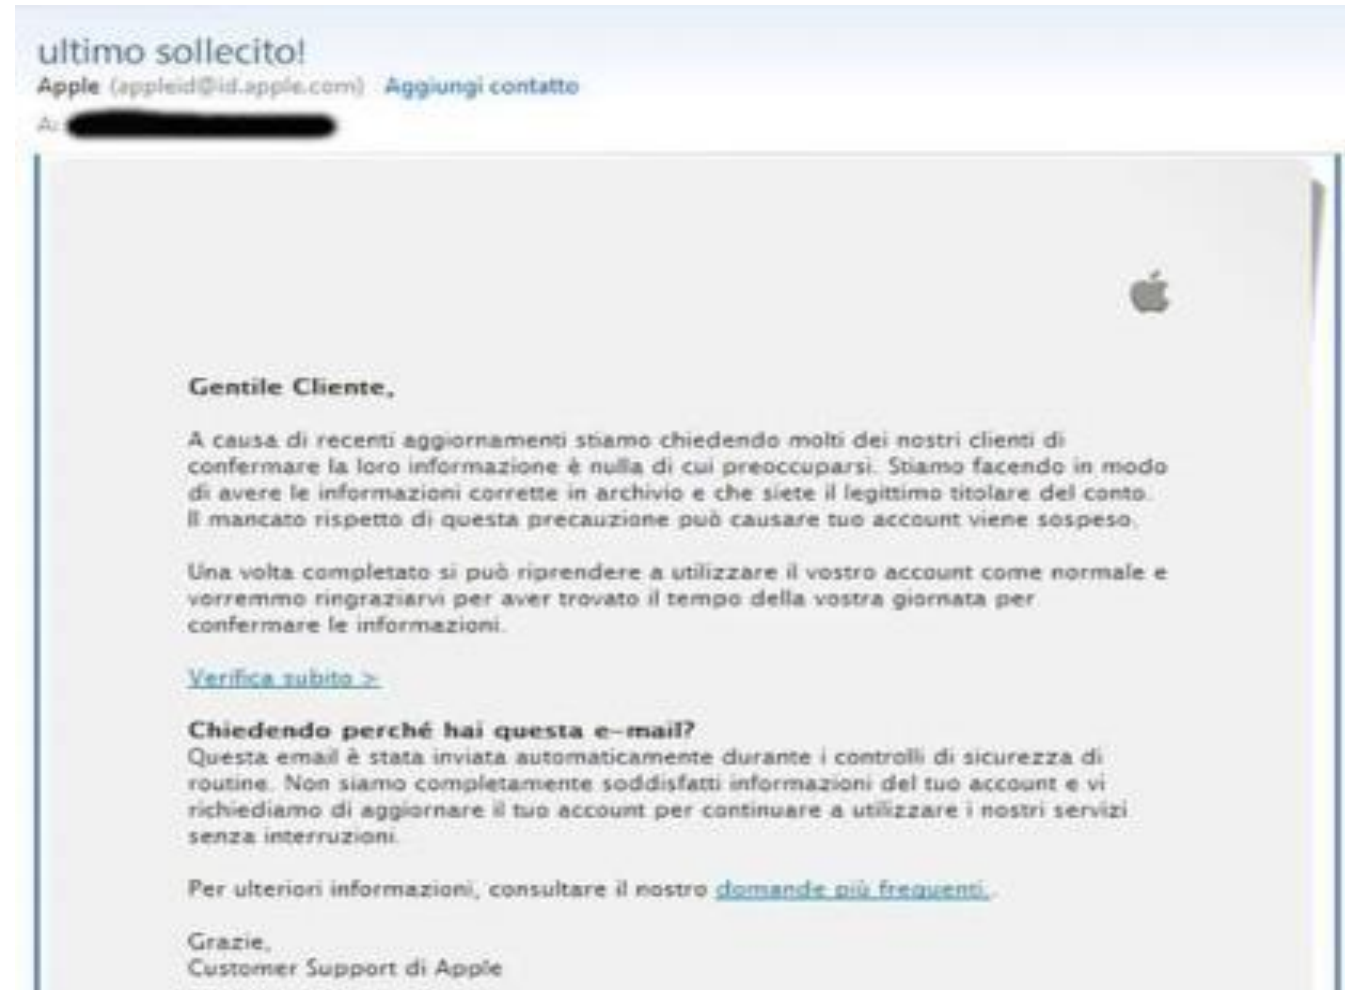 ultimo sollecito!
Apple (appleid@id.apple.com) Aggiungi contatto
A:
Gentile Cliente,
A causa di recenti aggiornamenti stiamo chiedendo molti dei nostri clienti di
confermare la loro informazione è nulla di cui preoccuparsi. Stiamo facendo in modo
di avere le informazioni corrette in archivio e che siete il legittimo titolare del conto.
Il mancato rispetto di questa precauzione può causare tuo account viene sospeso.
Una volta completato si può riprendere a utilizzare il vostro account come normale e
vorremmo ringraziarvi per aver trovato il tempo della vostra giornata per
confermare le informazioni.
Verifica subito >
Chiedendo perché hai questa e-mail?
Questa email è stata inviata automaticamente durante i controlli di sicurezza di
routine. Non siamo completamente soddisfatti informazioni del tuo account e vi
richiediamo di aggiornare il tuo account per continuare a utilizzare i nostri servizi
senza interruzioni.
Per ulteriori informazioni, consultare il nostro domande più frequenti..
Grazie,
Customer Support di Apple